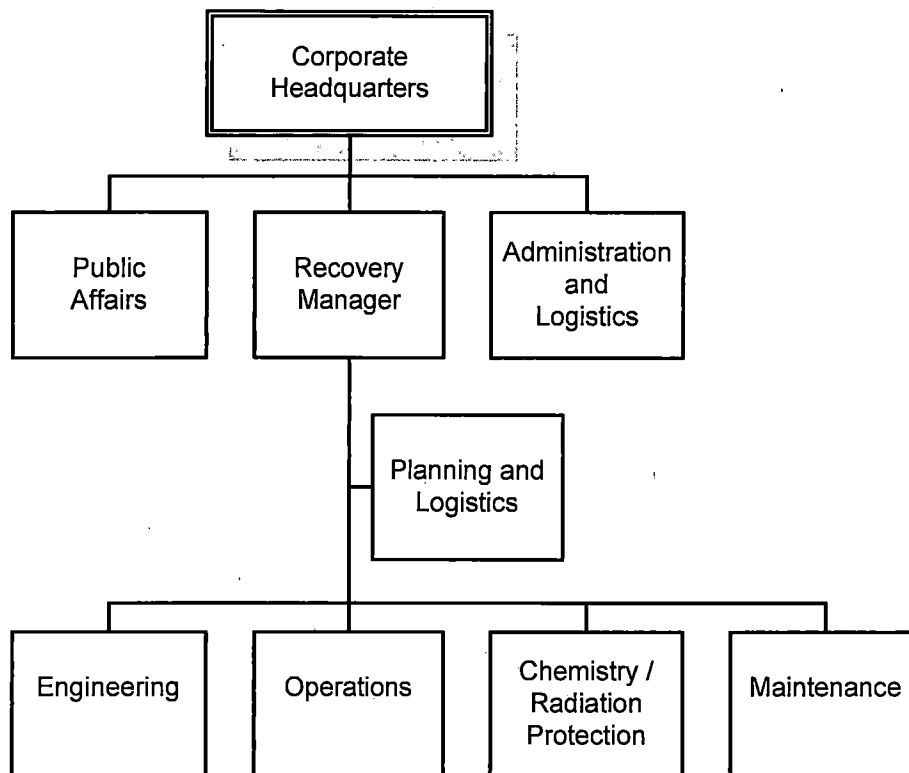 Corporate
Headquarters
Public
Affairs
Recovery
Manager
Administration
and
Logistics
Planning and
Logistics
Engineering
Operations
Chemistry /
Radiation
Protection
Maintenance